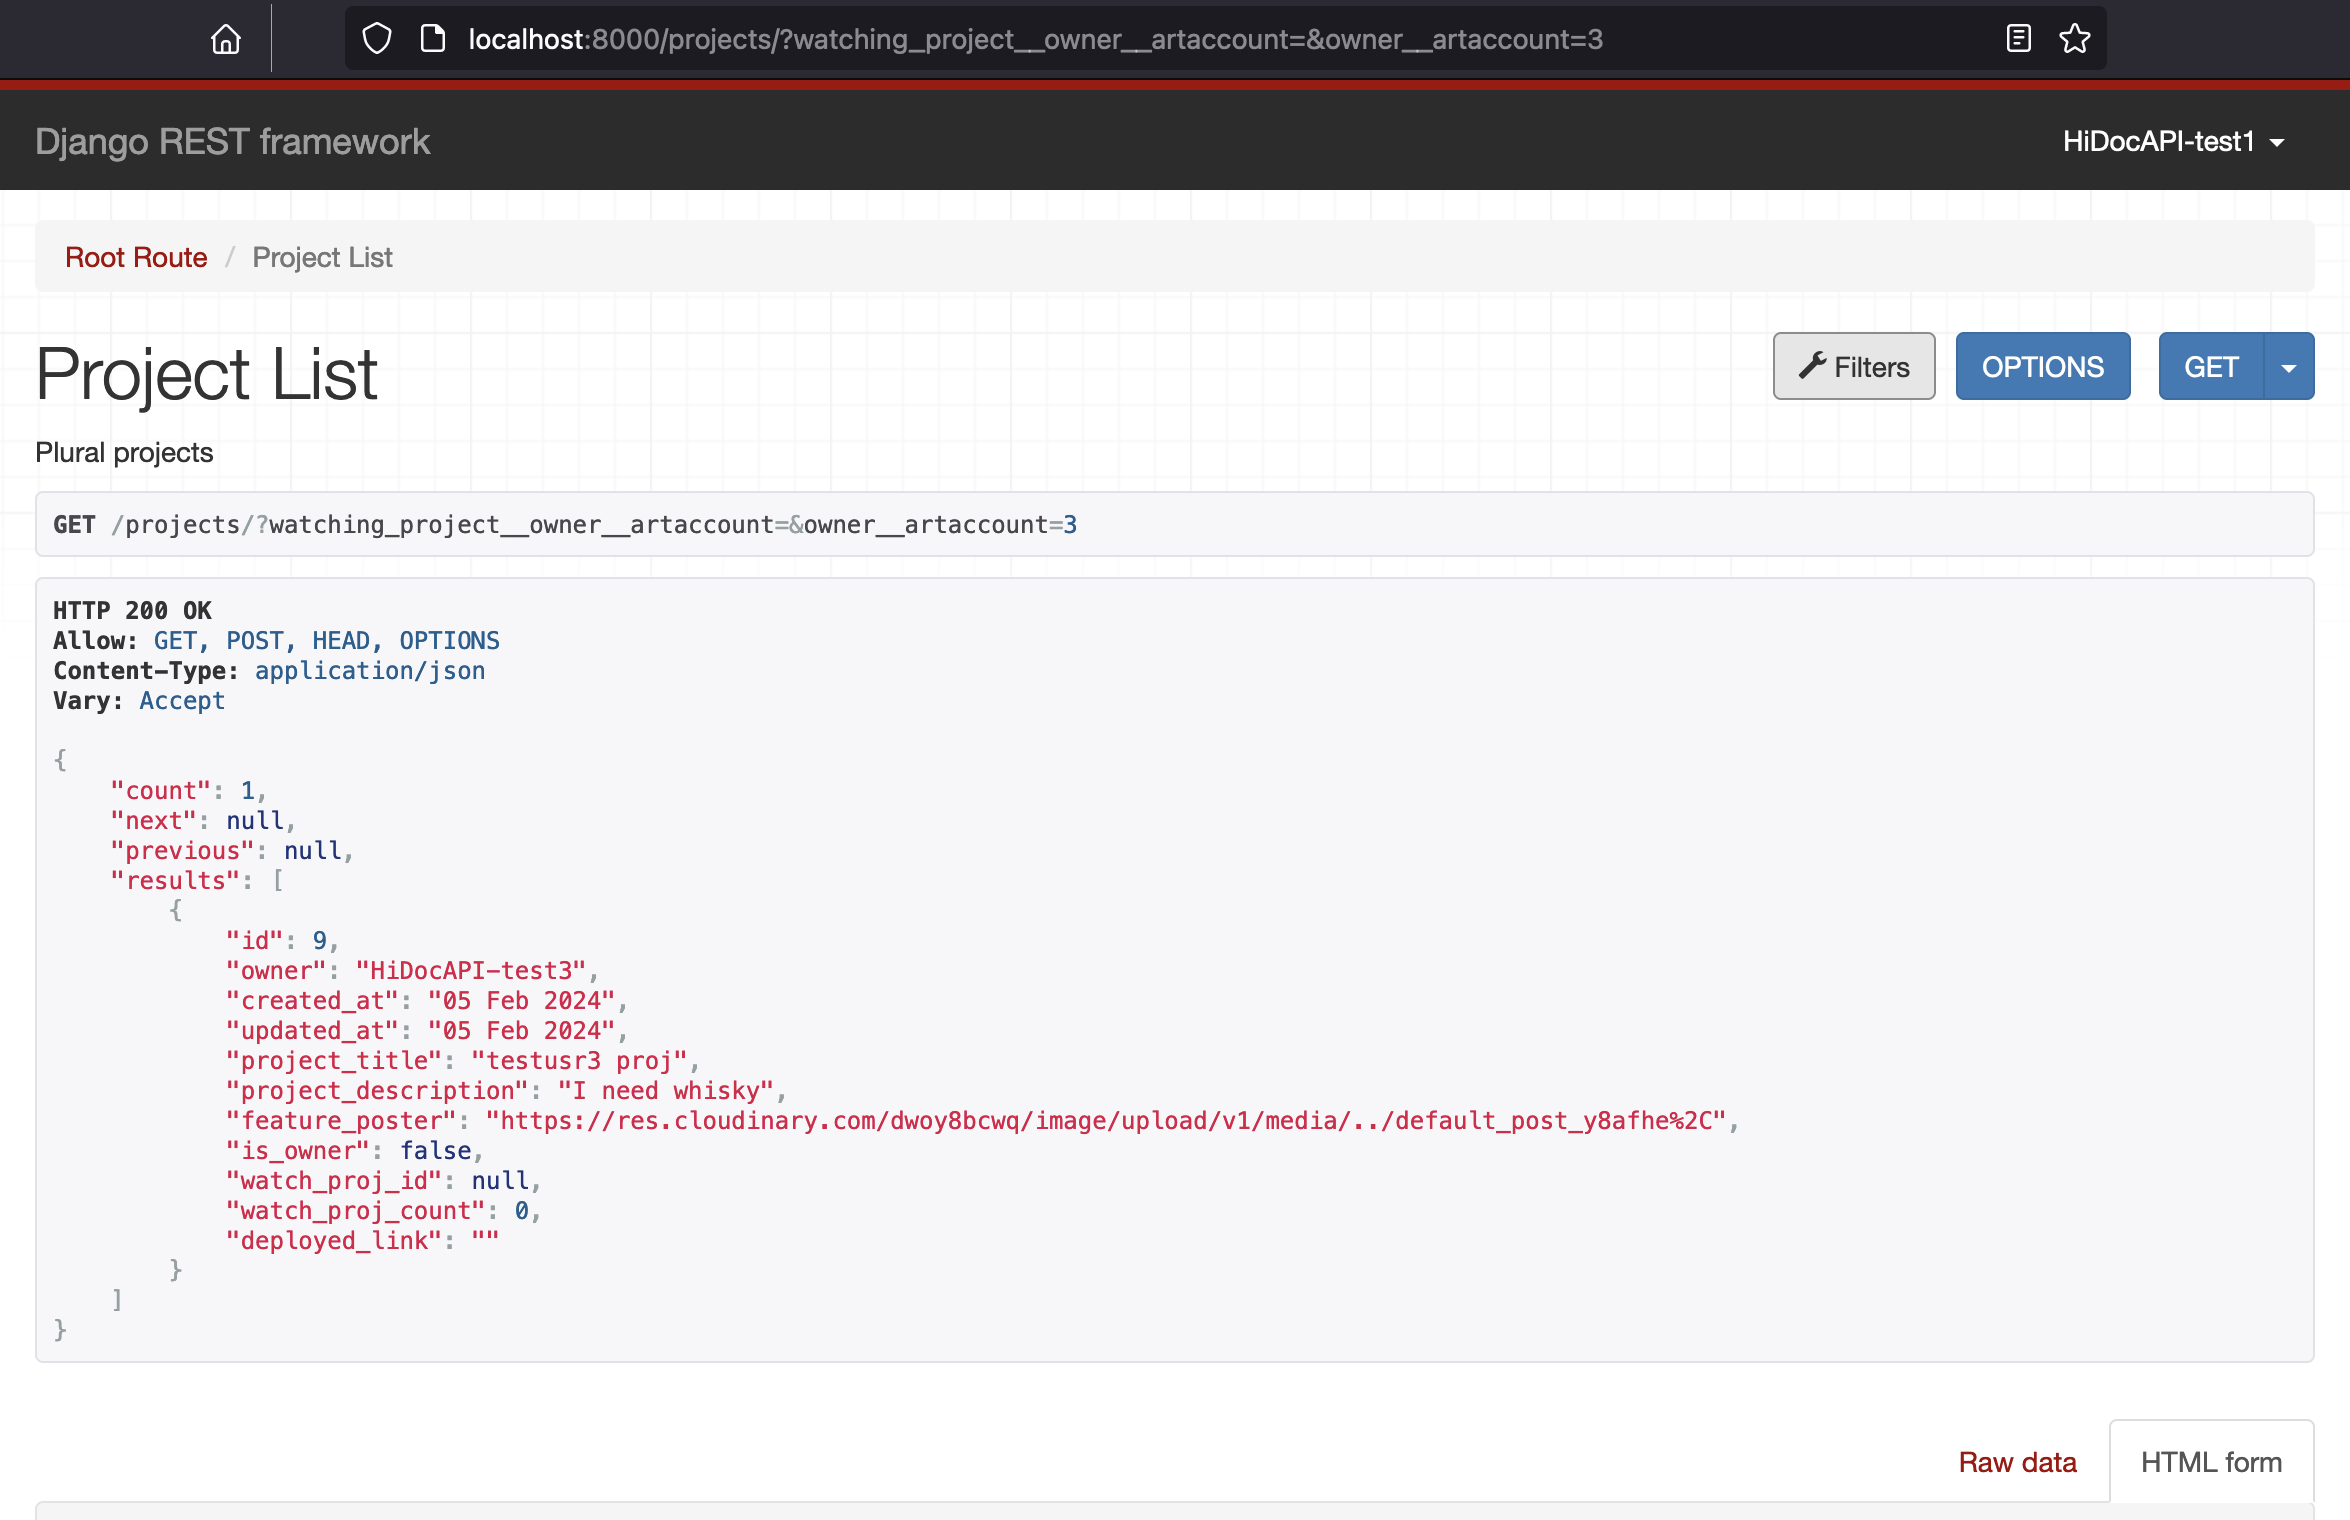 localhost:8000/projects/?watching_project__owner__artaccount=&owner__artaccount=3
Django REST framework
HiDocAPI-test1
Root Route / Project List
Project List
Filters
OPTIONS
GET
Plural projects
GET /projects/?watching_project__owner__artaccount=&owner__artaccount=3
HTTP 200 OK
Allow: GET, POST, HEAD, OPTIONS
Content-Type: application/json
Vary: Accept
{
    "count": 1,
    "next": null,
    "previous": null,
    "results": [
        {
            "id": 9,
            "owner": "HiDocAPI-test3",
            "created_at": "05 Feb 2024",
            "updated_at": "05 Feb 2024",
            "project_title": "testusr3 proj",
            "project_description": "I need whisky",
            "feature_poster": "https://res.cloudinary.com/dwoy8bcwq/image/upload/v1/media/../default_post_y8afhe%2C",
            "is_owner": false,
            "watch_proj_id": null,
            "watch_proj_count": 0,
            "deployed_link": ""
        }
    ]
}
Raw data
HTML form